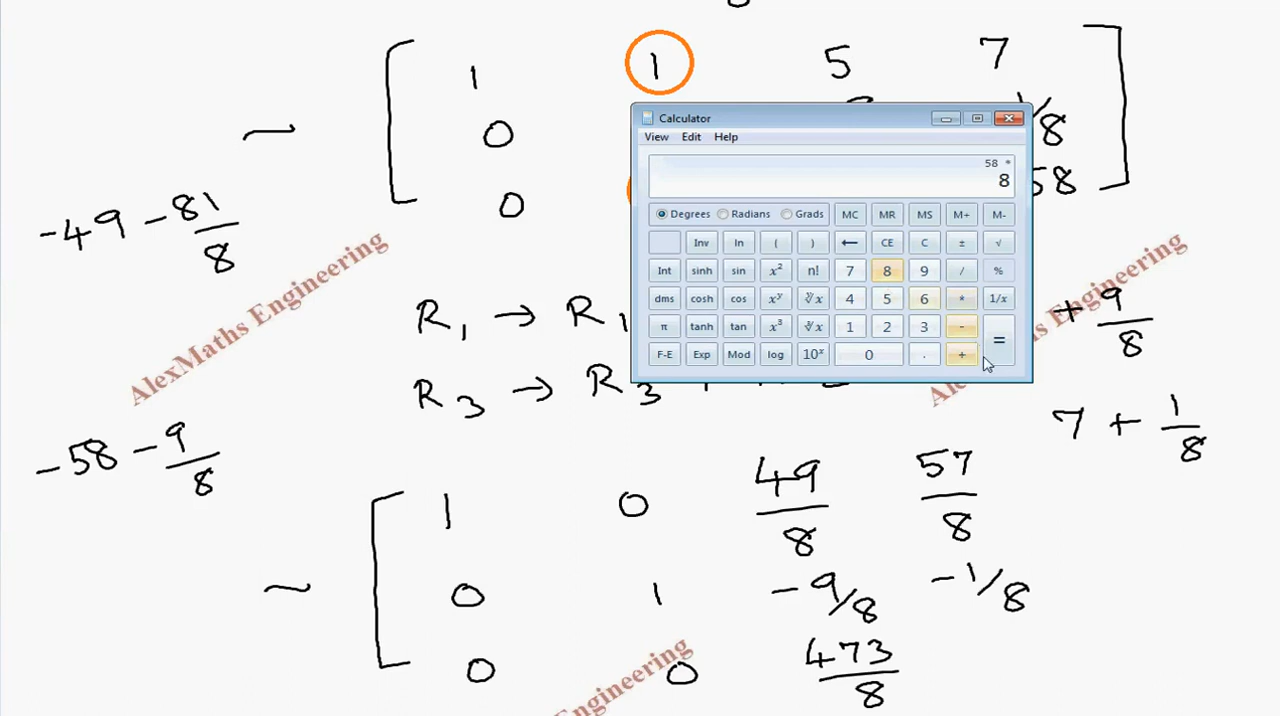 1 1 5 7
~ 0 1/8
0 58
-49 - 81/8
Calculator
View Edit Help
58 *
8
Degrees Radians Grads MC MR MS M+ M-
Inv ln ( ) ← CE C ± √
Int sinh sin x² n! 7 8 9 / %
dms cosh cos xʸ ʸ√x 4 5 6 * 1/x
π tanh tan x³ ³√x 1 2 3 - =
F-E Exp Mod log 10ˣ 0 . +
R₁ → R₁
+ 9/8
R₃ → R₃ +
7 + 1/8
-58 - 9/8
1 0 49/8 57/8
~ 0 1 -9/8 -1/8
0 0 473/8
AlexMaths Engineering
AlexMaths Engineering
Engineering